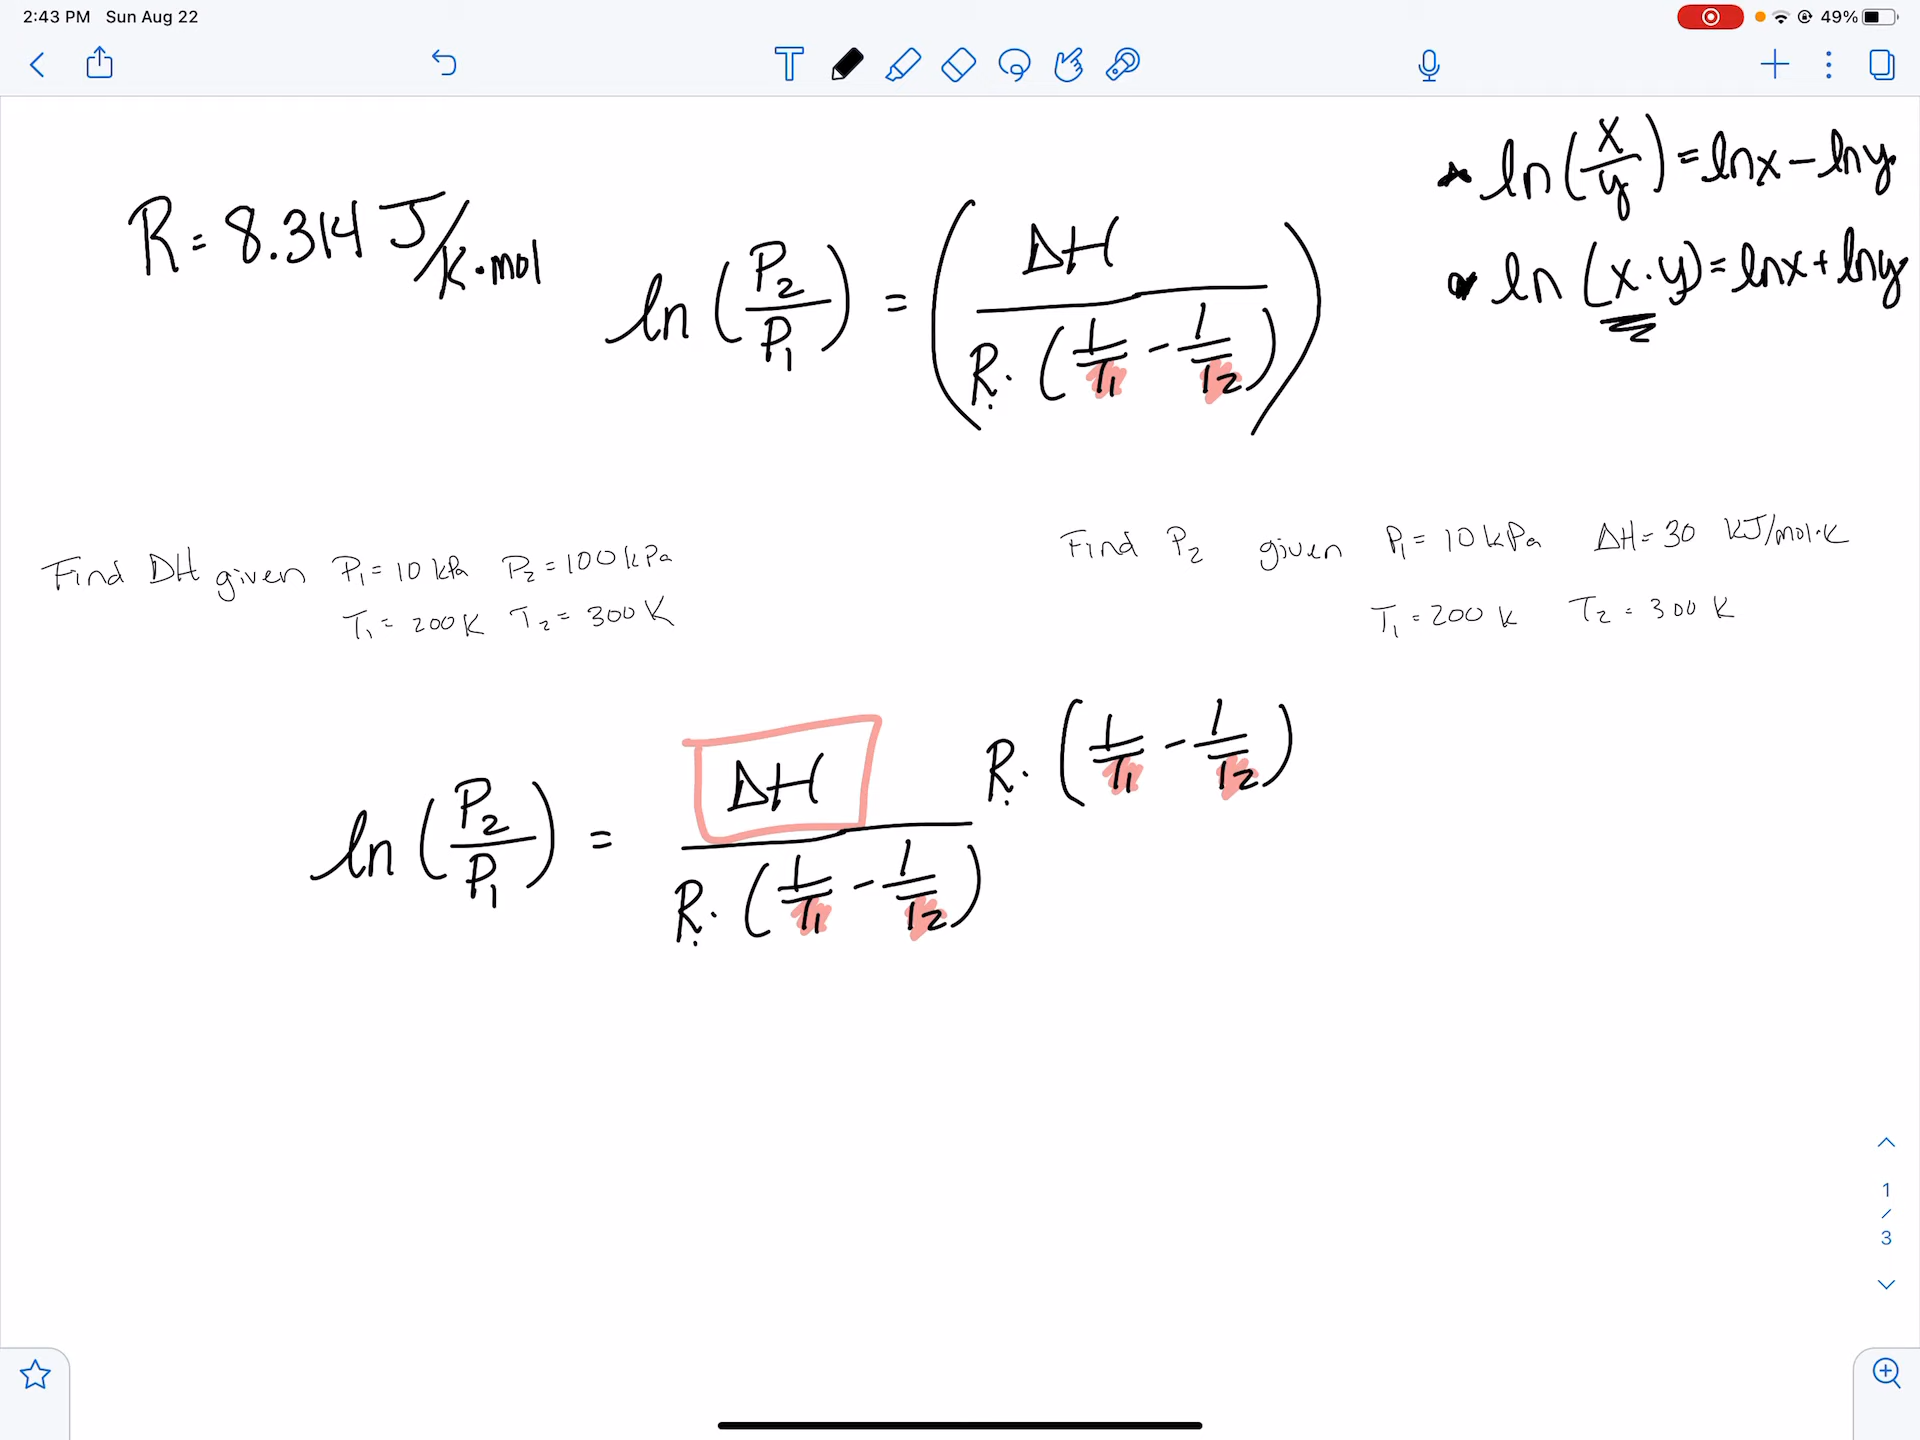 2:43 PM Sun Aug 22
49%
T
R = 8.314 J/K·mol
ln(P₂/P₁) = (ΔH / R·(1/T₁ - 1/T₂))
ln(x/y) = lnx - lny
ln(x·y) = lnx + lny
Find DH given P₁ = 10 kPa P₂ = 100 kPa
T₁ = 200 K T₂ = 300 K
Find P₂ given P₁ = 10 kPa ΔH = 30 KJ/mol·K
T₁ = 200 K T₂ = 300 K
ln(P₂/P₁) = ΔH / R·(1/T₁ - 1/T₂) R·(1/T₁ - 1/T₂)
1
/
3